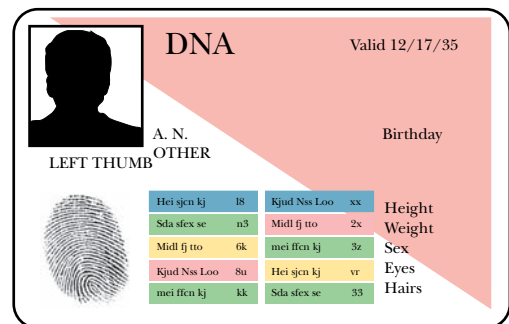 DNA
Valid 12/17/35
A. N.
OTHER
Birthday
LEFT THUMB
Hei sjcn kj l8 Kjud Nss Loo xx
Sda sfex se n3 Midl fj tto 2x
Midl fj tto 6k mei ffcn kj 3z
Kjud Nss Loo 8u Hei sjcn kj vr
mei ffcn kj kk Sda sfex se 33
Height
Weight
Sex
Eyes
Hairs